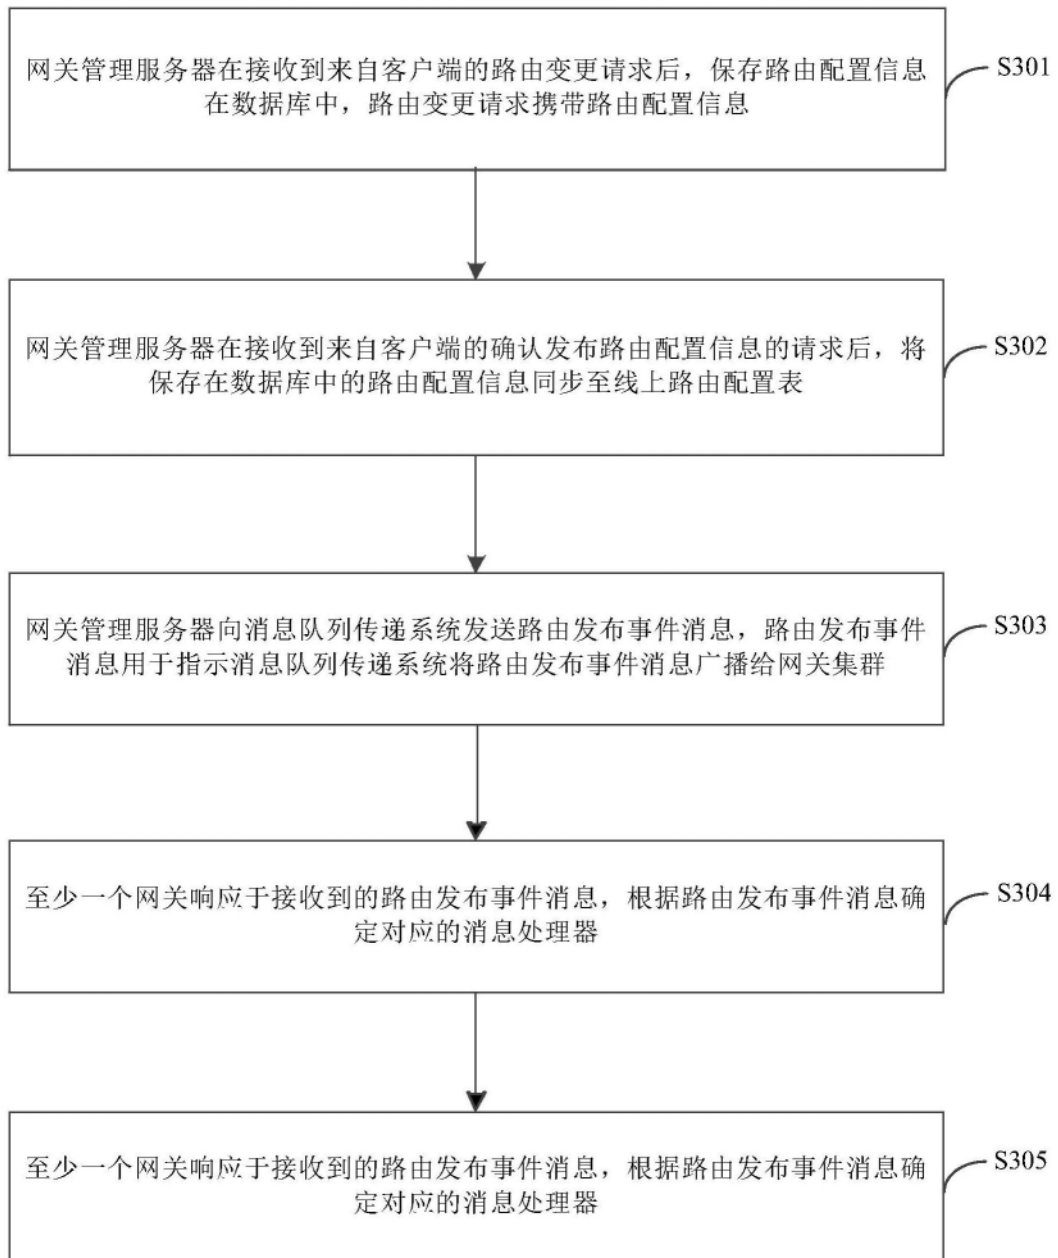 网关管理服务器在接收到来自客户端的路由变更请求后，保存路由配置信息
在数据库中，路由变更请求携带路由配置信息
S301
网关管理服务器在接收到来自客户端的确认发布路由配置信息的请求后，将
保存在数据库中的路由配置信息同步至线上路由配置表
S302
网关管理服务器向消息队列传递系统发送路由发布事件消息，路由发布事件
消息用于指示消息队列传递系统将路由发布事件消息广播给网关集群
S303
至少一个网关响应于接收到的路由发布事件消息，根据路由发布事件消息确
定对应的消息处理器
S304
至少一个网关响应于接收到的路由发布事件消息，根据路由发布事件消息确
定对应的消息处理器
S305